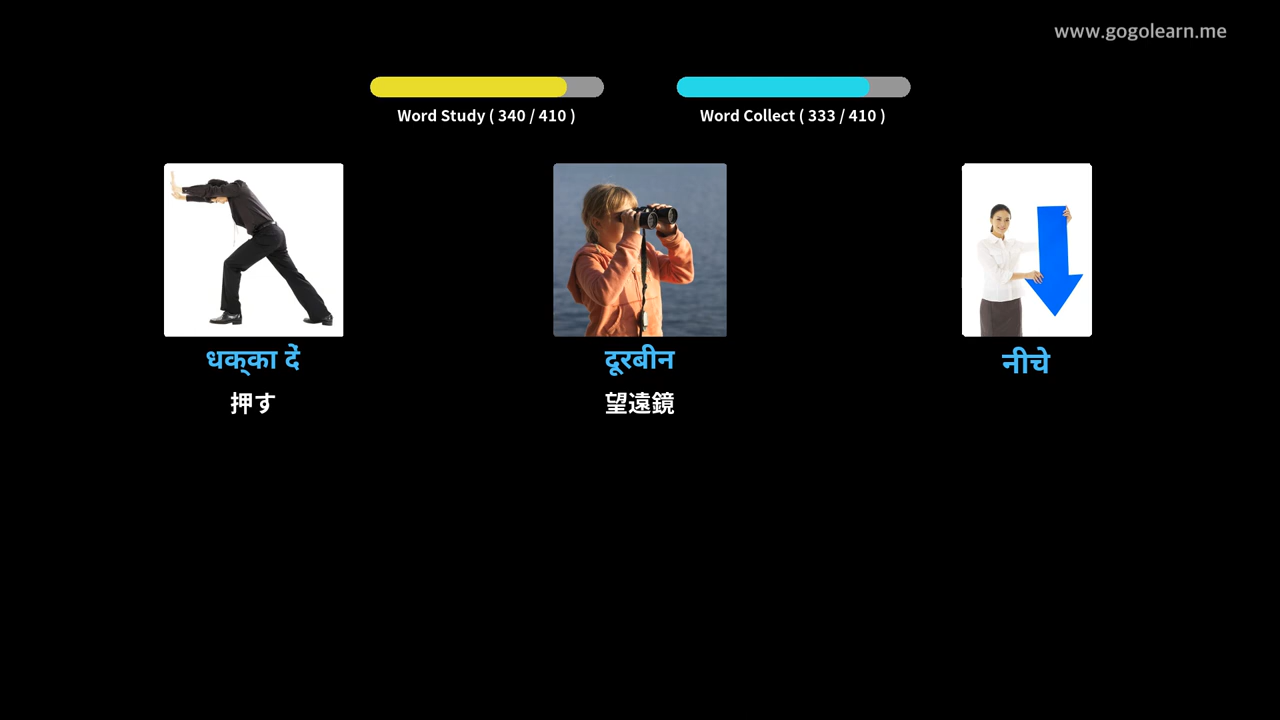 www.gogolearn.me
Word Study ( 340 / 410 )
Word Collect ( 333 / 410 )
धक्‌का दें
दूरबीन
नीचे
押す
望遠鏡